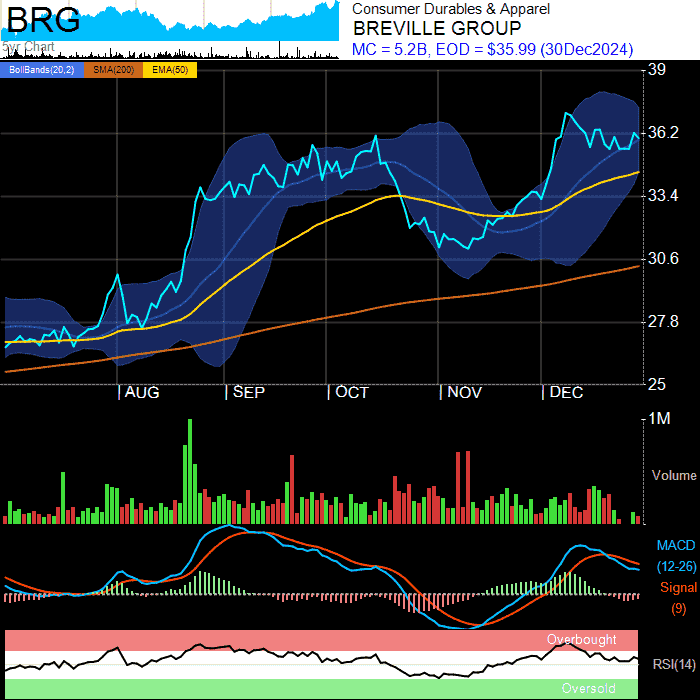 BRG
5yr Chart
Consumer Durables & Apparel
BREVILLE GROUP
MC = 5.2B, EOD = $35.99 (30Dec2024)
BollBands(20,2) SMA(200) EMA(50)
39
36.2
33.4
30.6
27.8
25
AUG SEP OCT NOV DEC
1M
Volume
MACD
(12-26)
Signal
(9)
Overbought
RSI(14)
Oversold